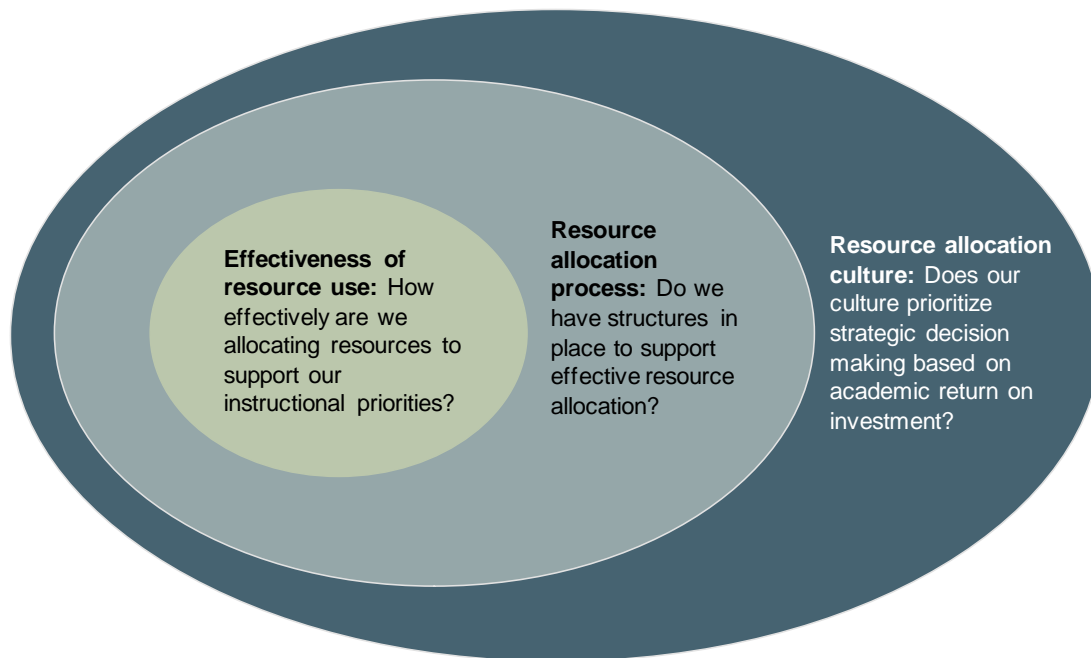 Effectiveness of
resource use: How
effectively are we
allocating resources to
support our
instructional priorities?
Resource
allocation
process: Do we
have structures in
place to support
effective resource
allocation?
Resource allocation
culture: Does our
culture prioritize
strategic decision
making based on
academic return on
investment?